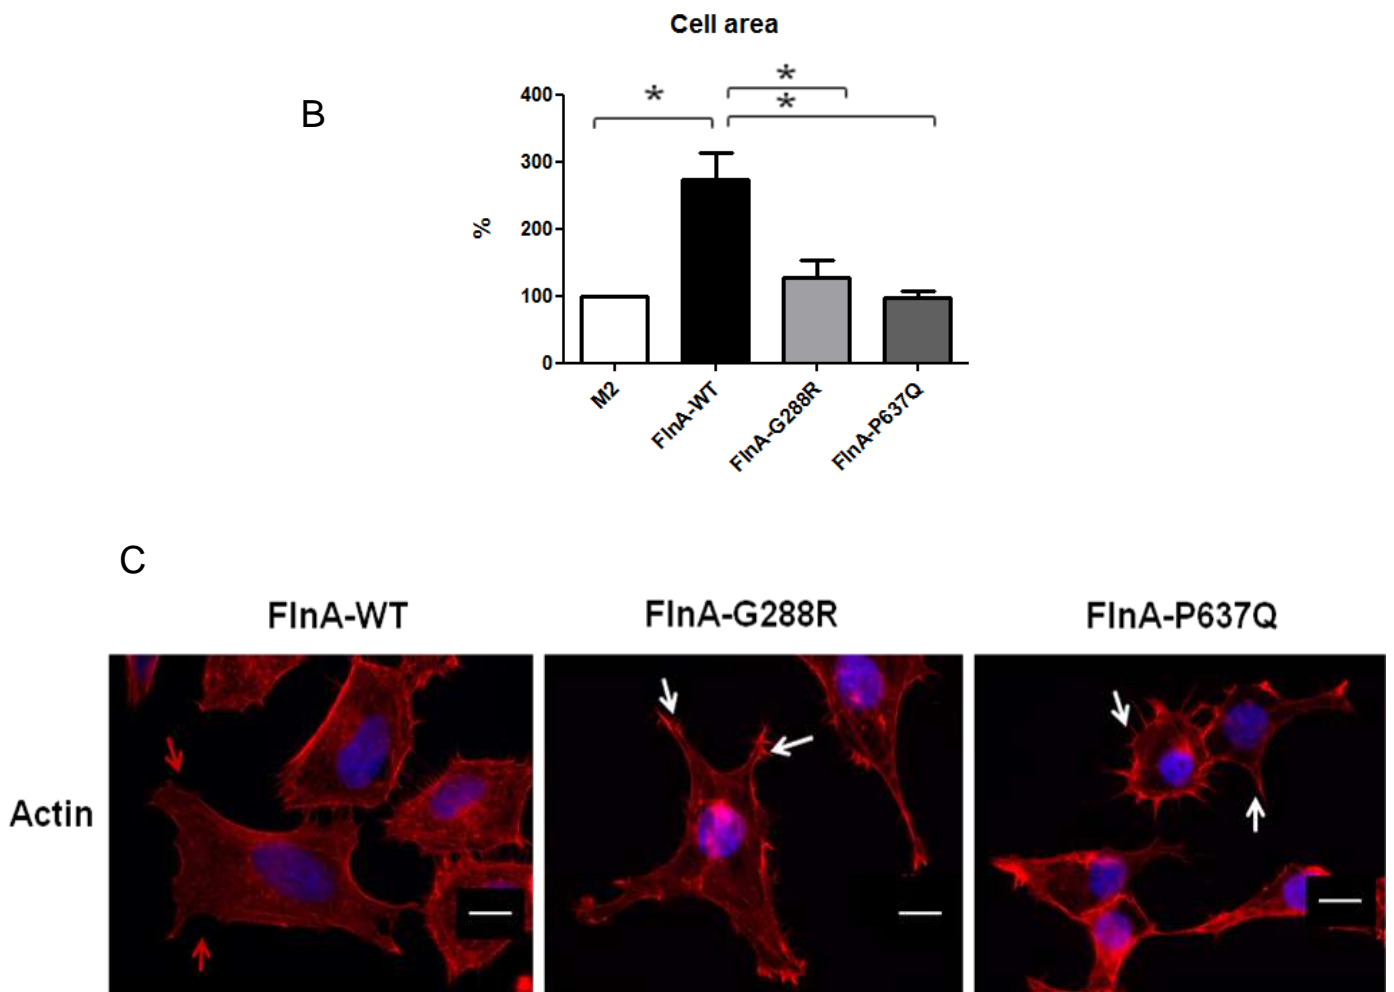 Cell area
B
*
*
*
400
300
200
100
0
%
M2
FlnA-WT
FlnA-G288R
FlnA-P637Q
C
FlnA-WT
FlnA-G288R
FlnA-P637Q
Actin